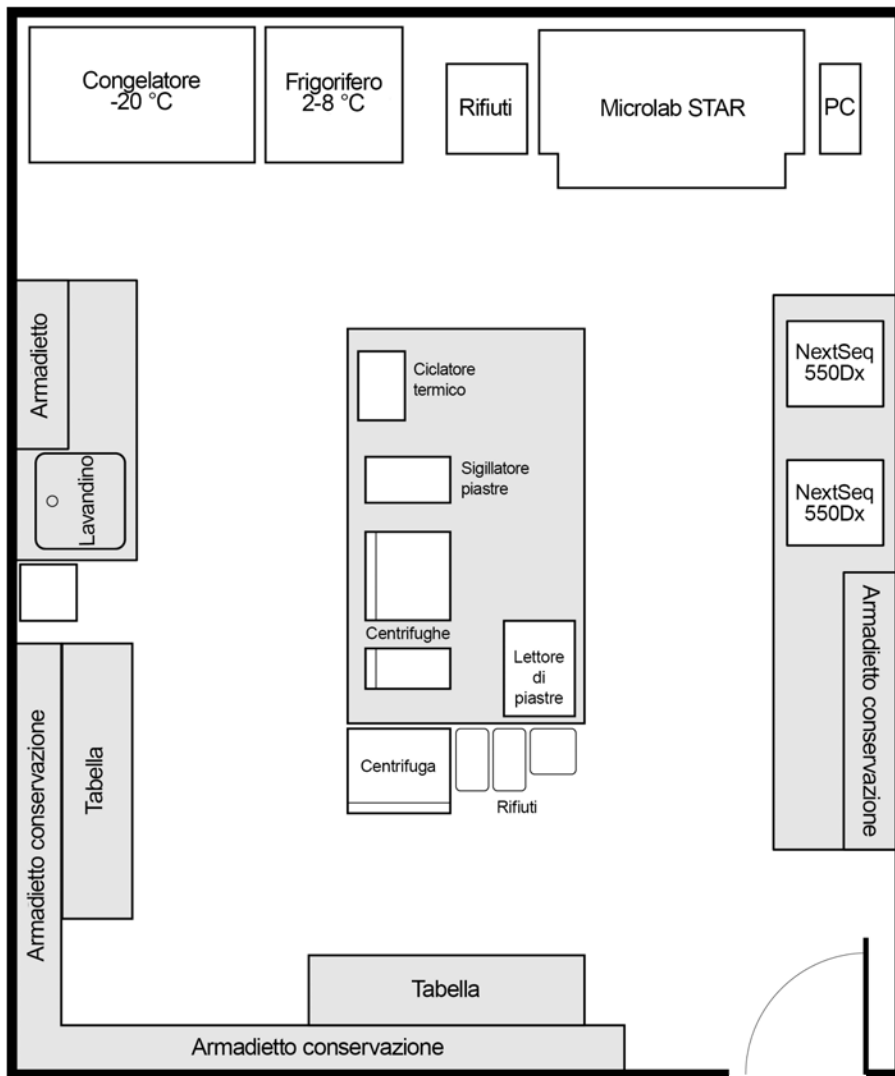 Congelatore
-20 °C
Frigorifero
2-8 °C
Rifiuti
Microlab STAR
PC
Armadietto
Lavandino
Ciclatore
termico
Sigillatore
piastre
Centrifughe
Lettore
di
piastre
Centrifuga
Rifiuti
NextSeq
550Dx
NextSeq
550Dx
Armadietto conservazione
Armadietto conservazione
Tabella
Tabella
Armadietto conservazione